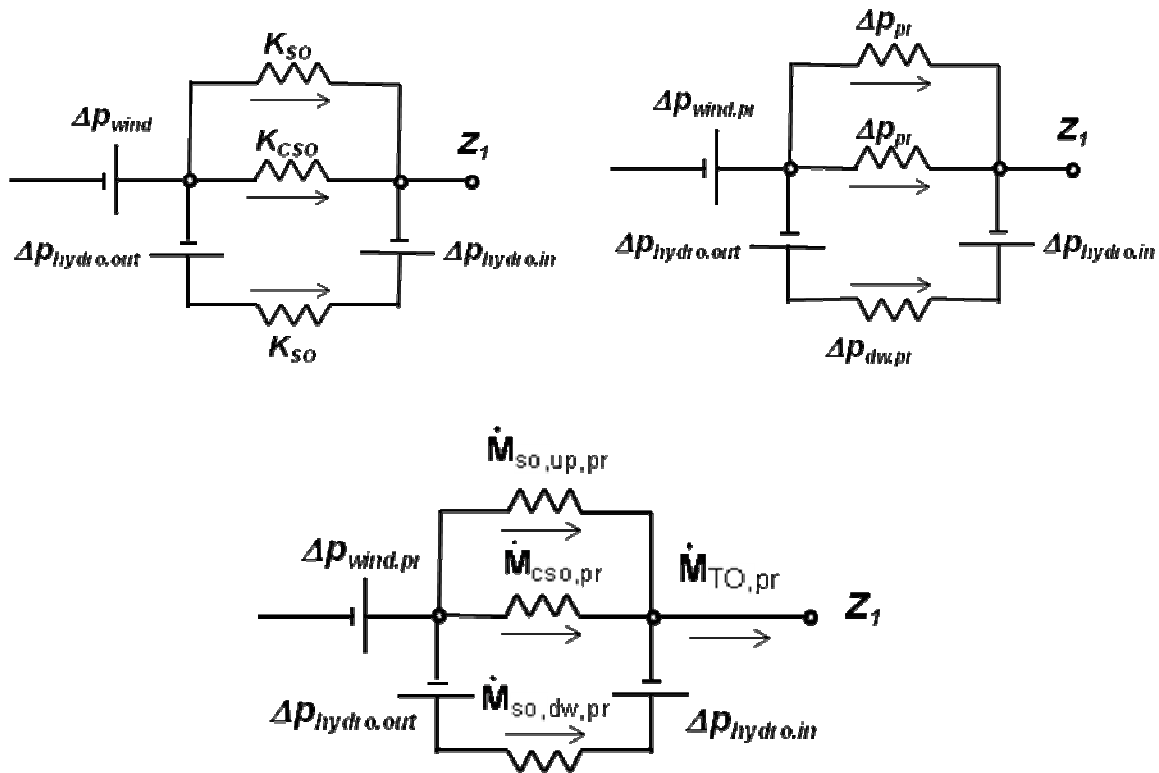 K_SO
Δp_wind
K_CSO
Z_1
Δp_hydro.out
Δp_hydro.in
K_SO
Δp_pr
Δp_wind.pr
Δp_pr
Z_1
Δp_hydro.out
Δp_hydro.in
Δp_dw.pr
Ṁ_so,up,pr
Δp_wind.pr
Ṁ_cso,pr
Ṁ_TO,pr
Z_1
Δp_hydro.out
Ṁ_so,dw,pr
Δp_hydro.in